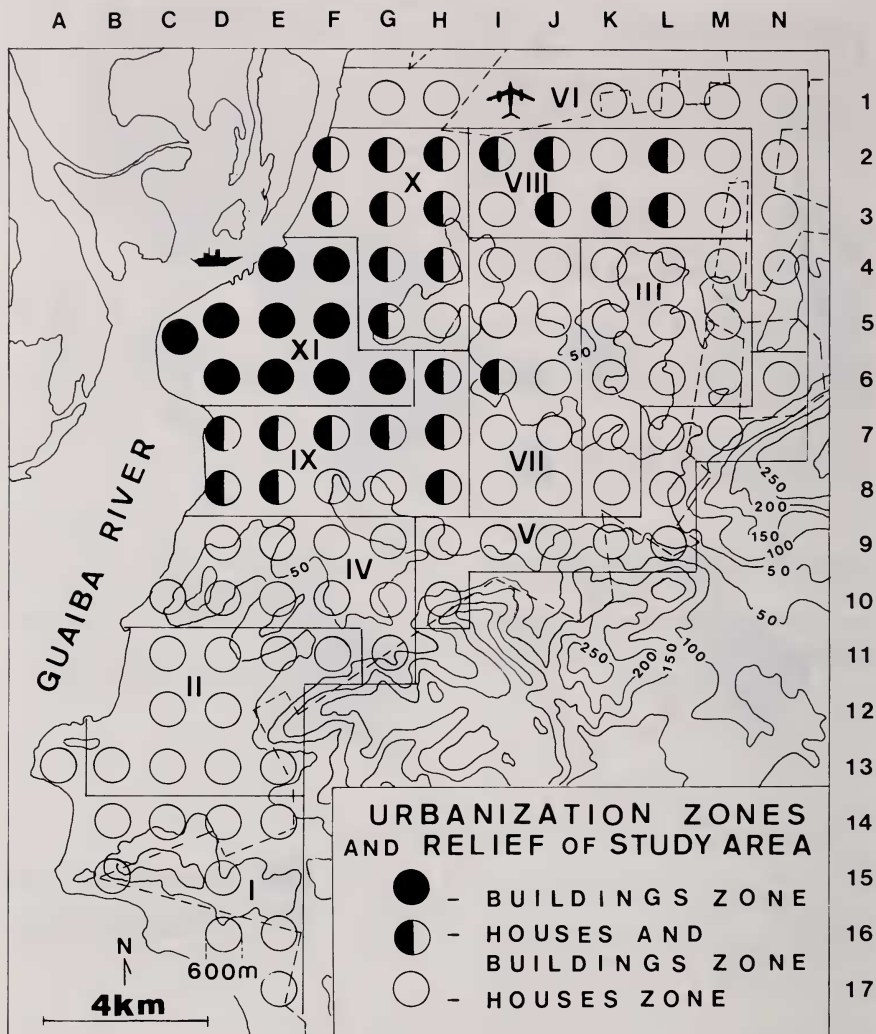 A B C D E F G H I J K L M N
VI
1
2
X
VIII
3
4
III
5
XI
50
6
7
IX
VII
GUAIBA RIVER
8
250
200
150
100
50
V
9
50
IV
10
50
250
200
150
100
11
II
12
13
URBANIZATION ZONES
AND RELIEF OF STUDY AREA
14
I
15
- BUILDINGS ZONE
- HOUSES AND
BUILDINGS ZONE
16
N
600m
- HOUSES ZONE
17
4km